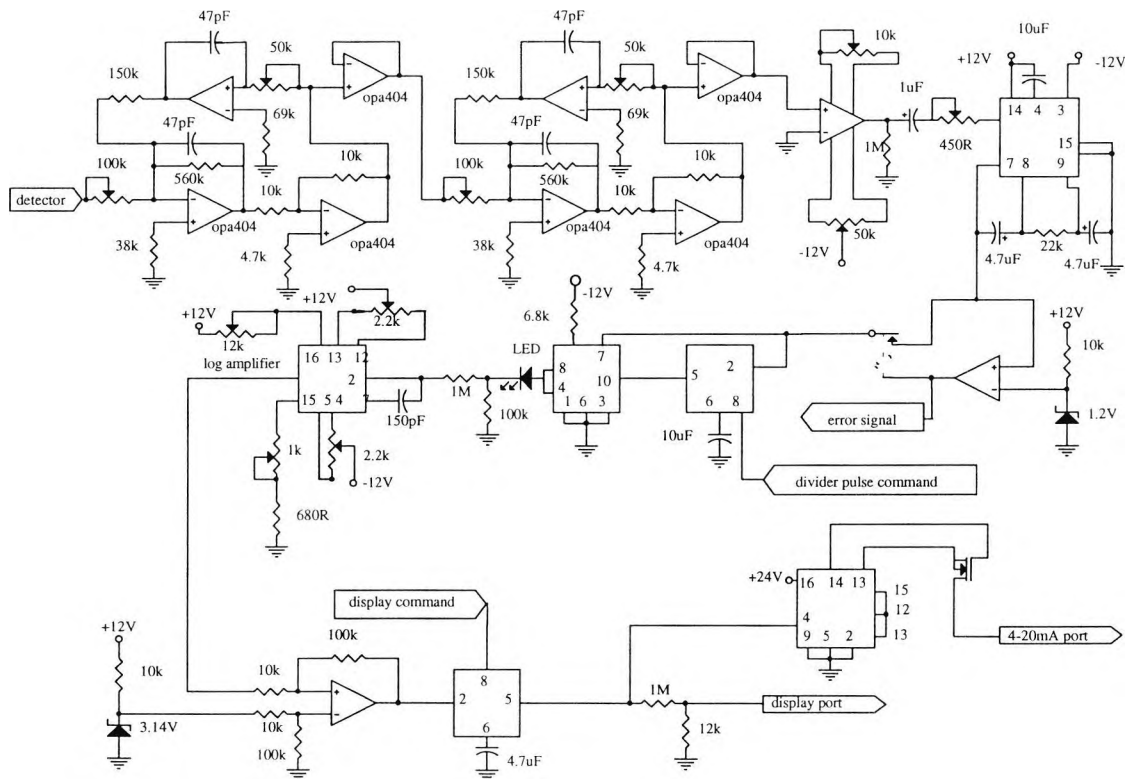 47pF
50k
150k
opa404
69k
47pF
100k
560k
10k
10k
detector
opa404
opa404
38k
4.7k
47pF
50k
150k
opa404
69k
47pF
100k
560k
10k
10k
opa404
opa404
38k
4.7k
10k
1uF
1M
450R
50k
-12V
10uF
+12V
-12V
14 4 3
15
7 8 9
4.7uF
22k
4.7uF
+12V
12k
+12V
2.2k
log amplifier
16 13 12
2
15 5 4 7
150pF
1k
2.2k
-12V
680R
1M
100k
LED
-12V
6.8k
7
8
4
10
1 6 3
2
5
6 8
10uF
divider pulse command
error signal
+12V
10k
1.2V
+24V
16 14 13
15
12
13
4
9 5 2
4-20mA port
display command
+12V
10k
3.14V
100k
10k
10k
100k
8
2 5
6
4.7uF
1M
12k
display port